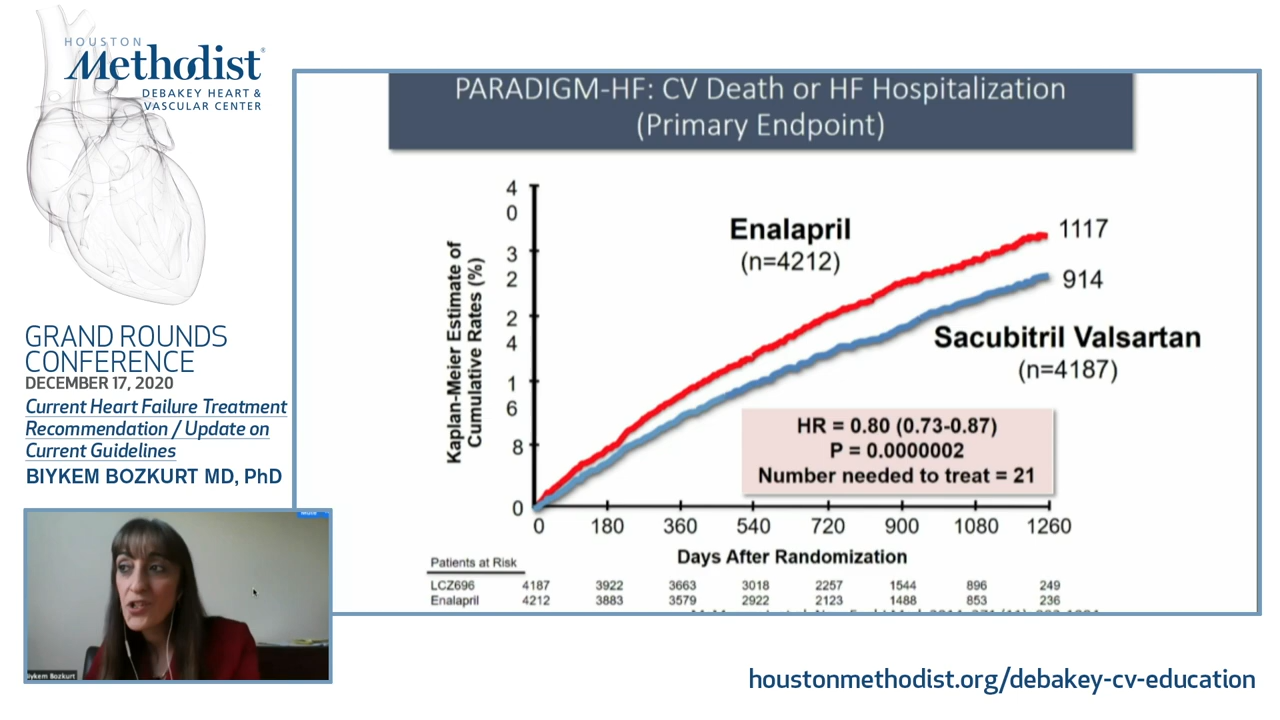 HOUSTON
Methodist®
DEBAKEY HEART &
VASCULAR CENTER
GRAND ROUNDS
CONFERENCE
DECEMBER 17, 2020
Current Heart Failure Treatment
Recommendation / Update on
Current Guidelines
BIYKEM BOZKURT MD, PhD
Biykem Bozkurt
PARADIGM-HF: CV Death or HF Hospitalization
(Primary Endpoint)
Kaplan-Meier Estimate of
Cumulative Rates (%)
4
0
3
2
2
4
1
6
8
0
Enalapril
(n=4212)
1117
914
Sacubitril Valsartan
(n=4187)
HR = 0.80 (0.73-0.87)
P = 0.0000002
Number needed to treat = 21
0 180 360 540 720 900 1080 1260
Days After Randomization
Patients at Risk
LCZ696 4187 3922 3663 3018 2257 1544 896 249
Enalapril 4212 3883 3579 2922 2123 1488 853 236
houstonmethodist.org/debakey-cv-education